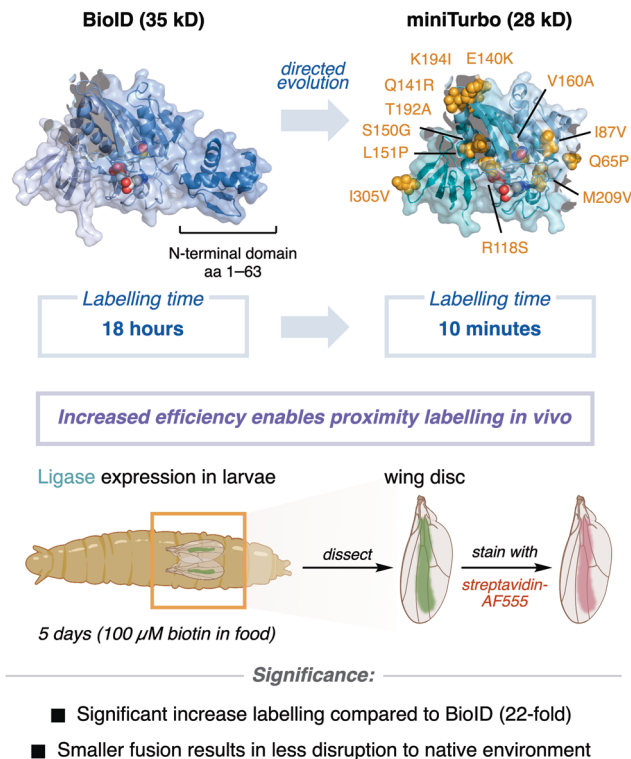 BioID (35 kD)
miniTurbo (28 kD)
directed
evolution
K194I
E140K
Q141R
V160A
T192A
S150G
I87V
L151P
Q65P
I305V
M209V
R118S
N-terminal domain
aa 1–63
Labelling time
18 hours
Labelling time
10 minutes
Increased efficiency enables proximity labelling in vivo
Ligase expression in larvae
wing disc
dissect
stain with
streptavidin-
AF555
5 days (100 µM biotin in food)
Significance:
■ Significant increase labelling compared to BioID (22-fold)
■ Smaller fusion results in less disruption to native environment